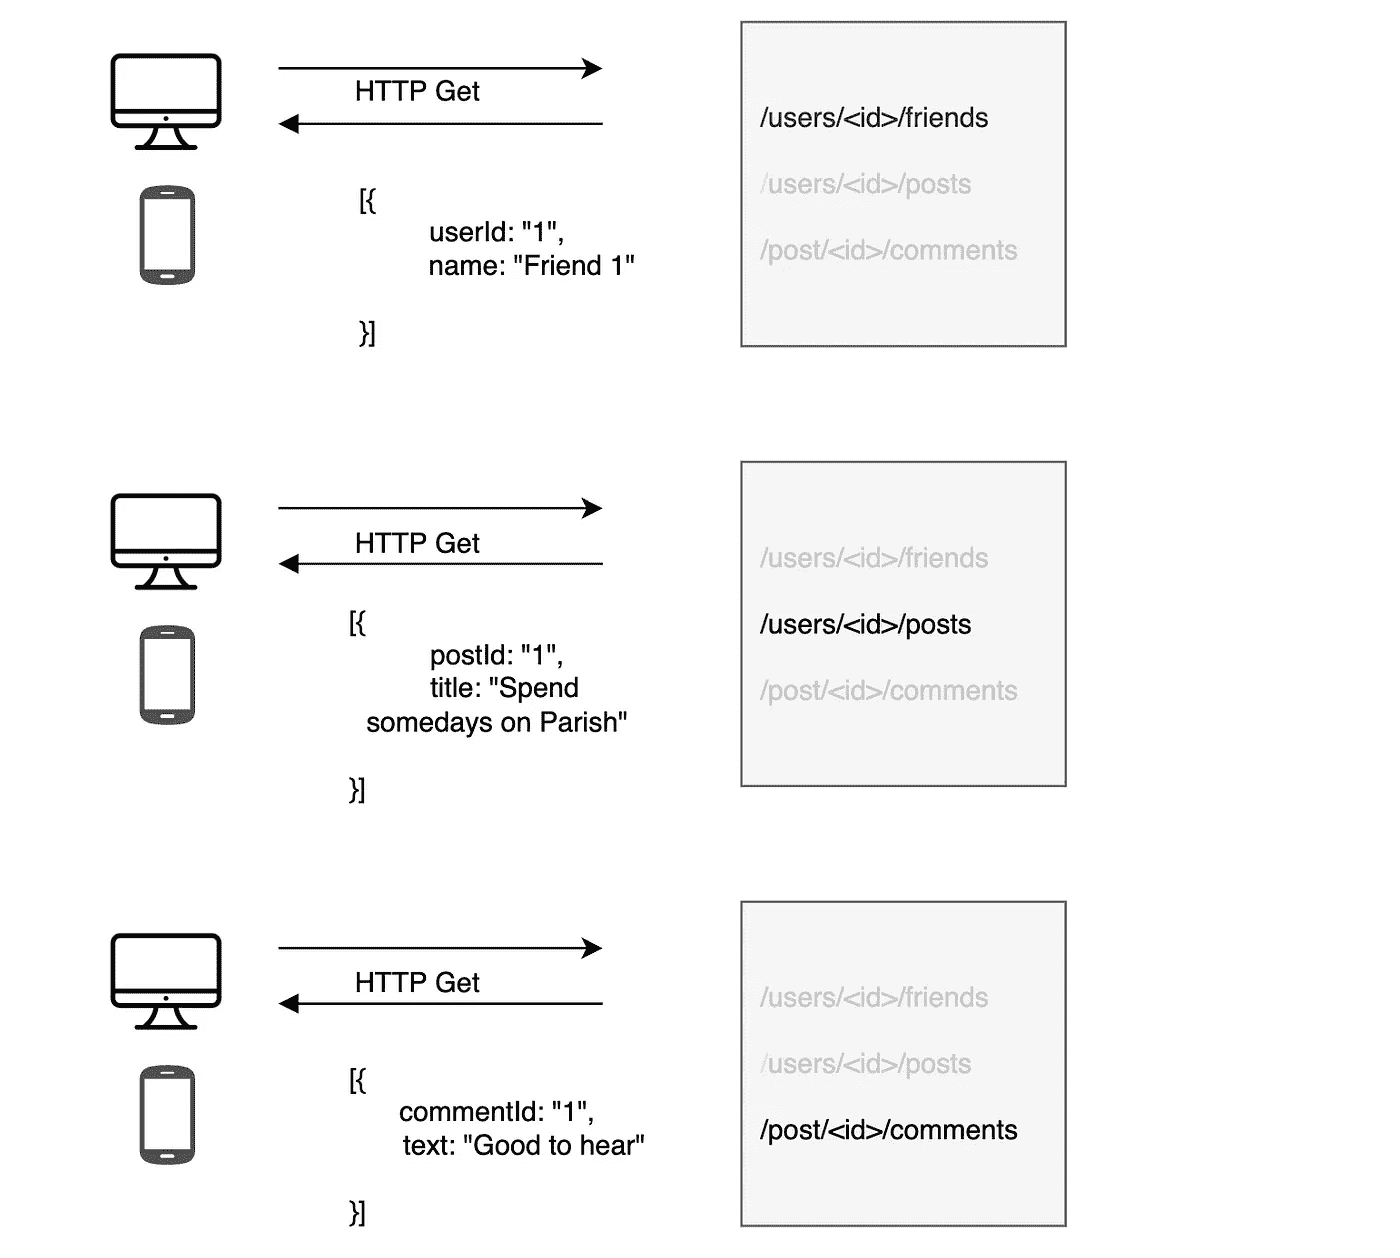 HTTP Get
[{
userId: "1",
name: "Friend 1"
}]
/users/<id>/friends
/users/<id>/posts
/post/<id>/comments
HTTP Get
[{
postId: "1",
title: "Spend
somedays on Parish"
}]
/users/<id>/friends
/users/<id>/posts
/post/<id>/comments
HTTP Get
[{
commentId: "1",
text: "Good to hear"
}]
/users/<id>/friends
/users/<id>/posts
/post/<id>/comments